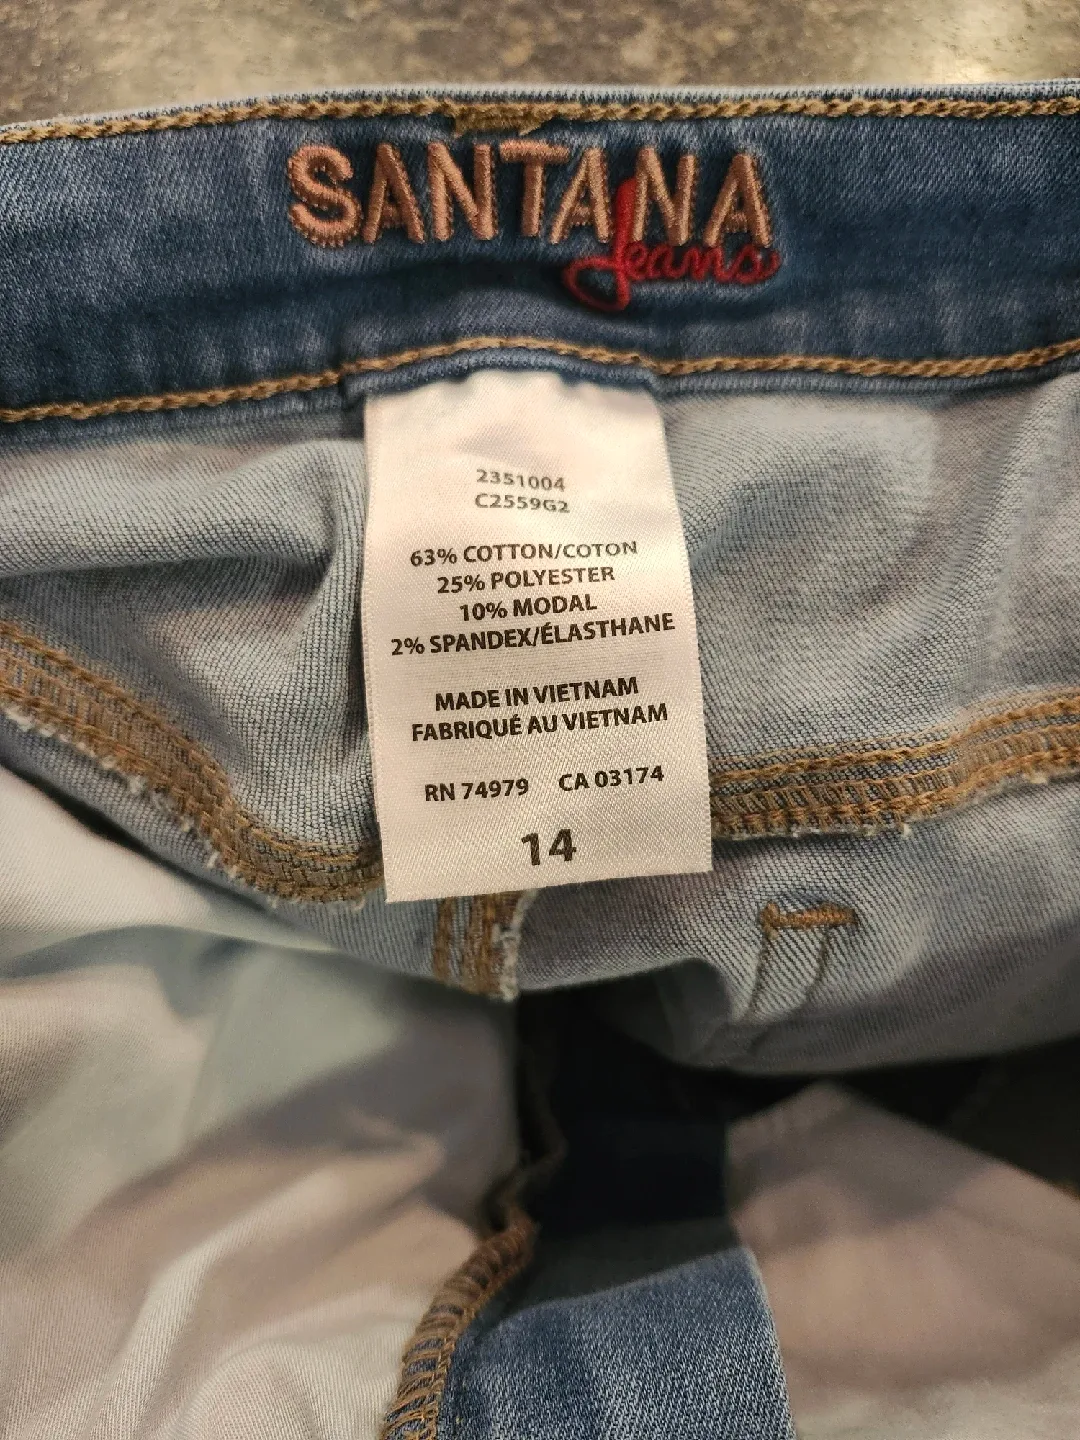 SANTANA
Jeans
2351004
C2559G2
63% COTTON/COTON
25% POLYESTER
10% MODAL
2% SPANDEX/ÉLASTHANE
MADE IN VIETNAM
FABRIQUÉ AU VIETNAM
RN 74979 CA 03174
14